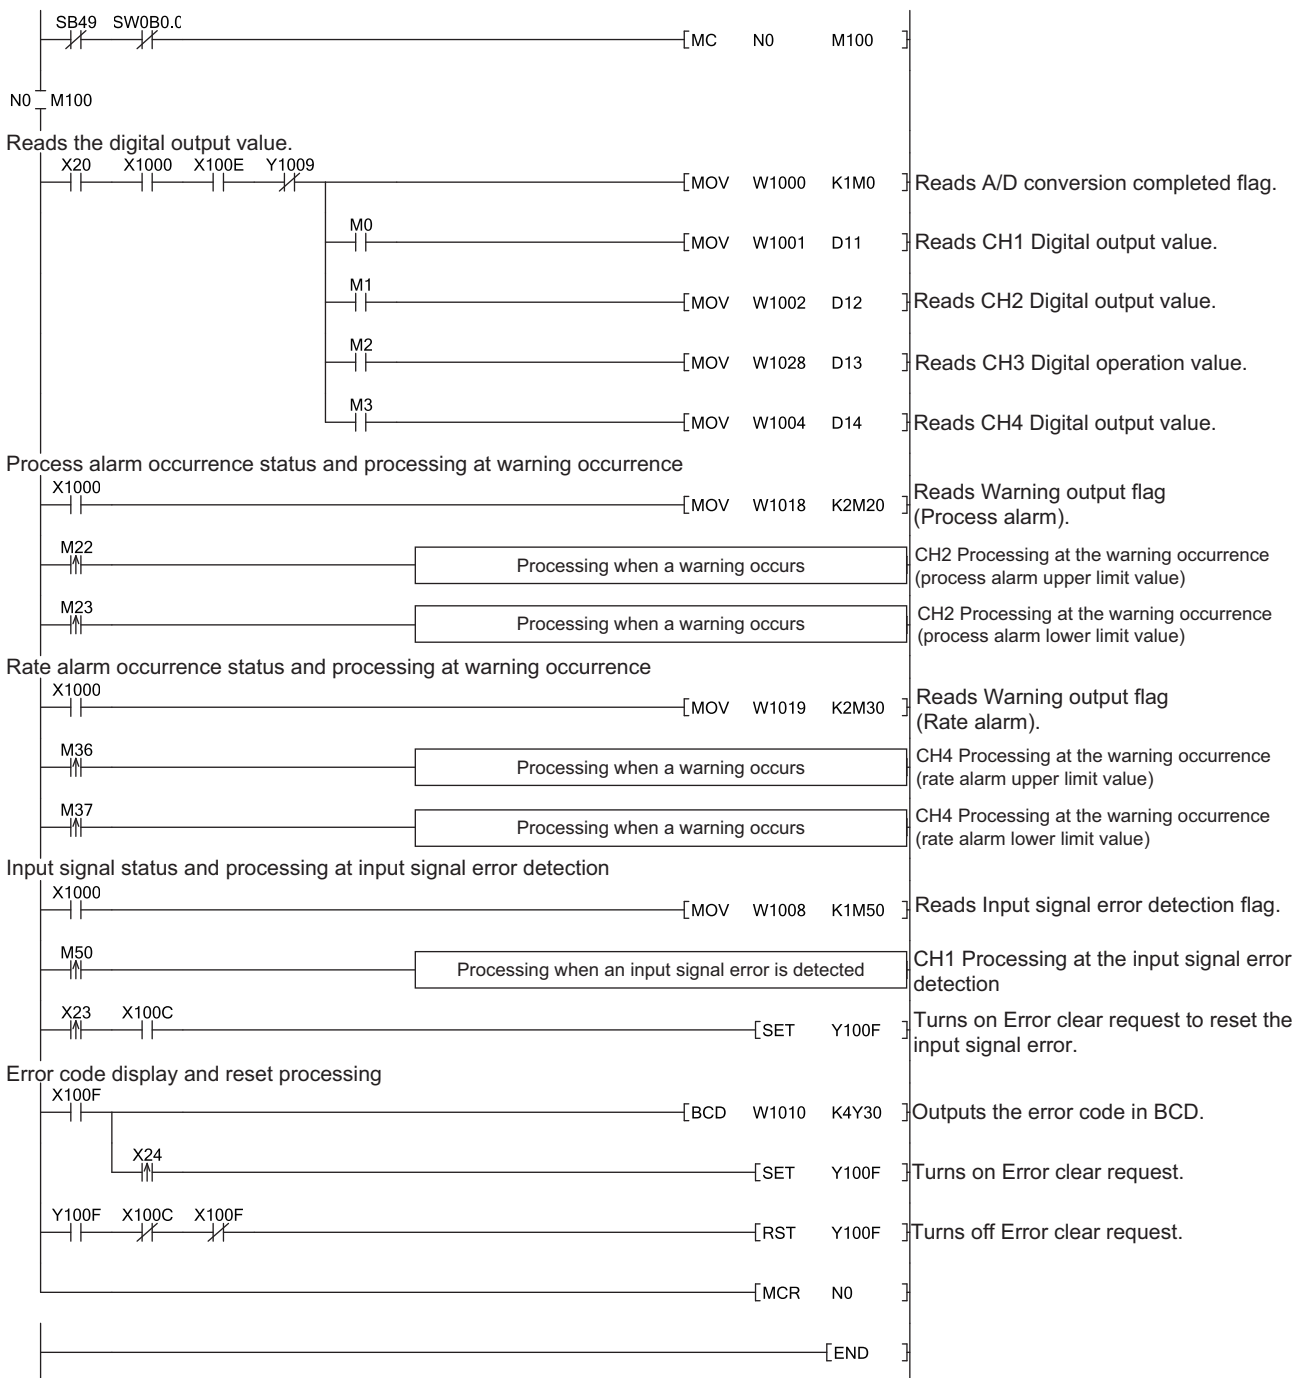 SB49 SW0B0.0
MC N0 M100
N0 M100
Reads the digital output value.
X20 X1000 X100E Y1009
MOV W1000 K1M0 Reads A/D conversion completed flag.
M0
MOV W1001 D11 Reads CH1 Digital output value.
M1
MOV W1002 D12 Reads CH2 Digital output value.
M2
MOV W1028 D13 Reads CH3 Digital operation value.
M3
MOV W1004 D14 Reads CH4 Digital output value.
Process alarm occurrence status and processing at warning occurrence
X1000
MOV W1018 K2M20 Reads Warning output flag
(Process alarm).
M22
Processing when a warning occurs
CH2 Processing at the warning occurrence
(process alarm upper limit value)
M23
Processing when a warning occurs
CH2 Processing at the warning occurrence
(process alarm lower limit value)
Rate alarm occurrence status and processing at warning occurrence
X1000
MOV W1019 K2M30 Reads Warning output flag
(Rate alarm).
M36
Processing when a warning occurs
CH4 Processing at the warning occurrence
(rate alarm upper limit value)
M37
Processing when a warning occurs
CH4 Processing at the warning occurrence
(rate alarm lower limit value)
Input signal status and processing at input signal error detection
X1000
MOV W1008 K1M50 Reads Input signal error detection flag.
M50
Processing when an input signal error is detected
CH1 Processing at the input signal error
detection
X23 X100C
SET Y100F Turns on Error clear request to reset the
input signal error.
Error code display and reset processing
X100F
BCD W1010 K4Y30 Outputs the error code in BCD.
X24
SET Y100F Turns on Error clear request.
Y100F X100C X100F
RST Y100F Turns off Error clear request.
MCR N0
END